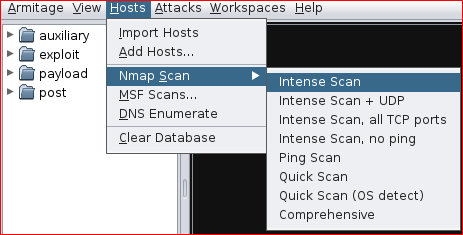 Armitage View Hosts Attacks Workspaces Help
auxiliary
exploit
payload
post
Import Hosts
Add Hosts...
Nmap Scan
MSF Scans...
DNS Enumerate
Clear Database
Intense Scan
Intense Scan + UDP
Intense Scan, all TCP ports
Intense Scan, no ping
Ping Scan
Quick Scan
Quick Scan (OS detect)
Comprehensive